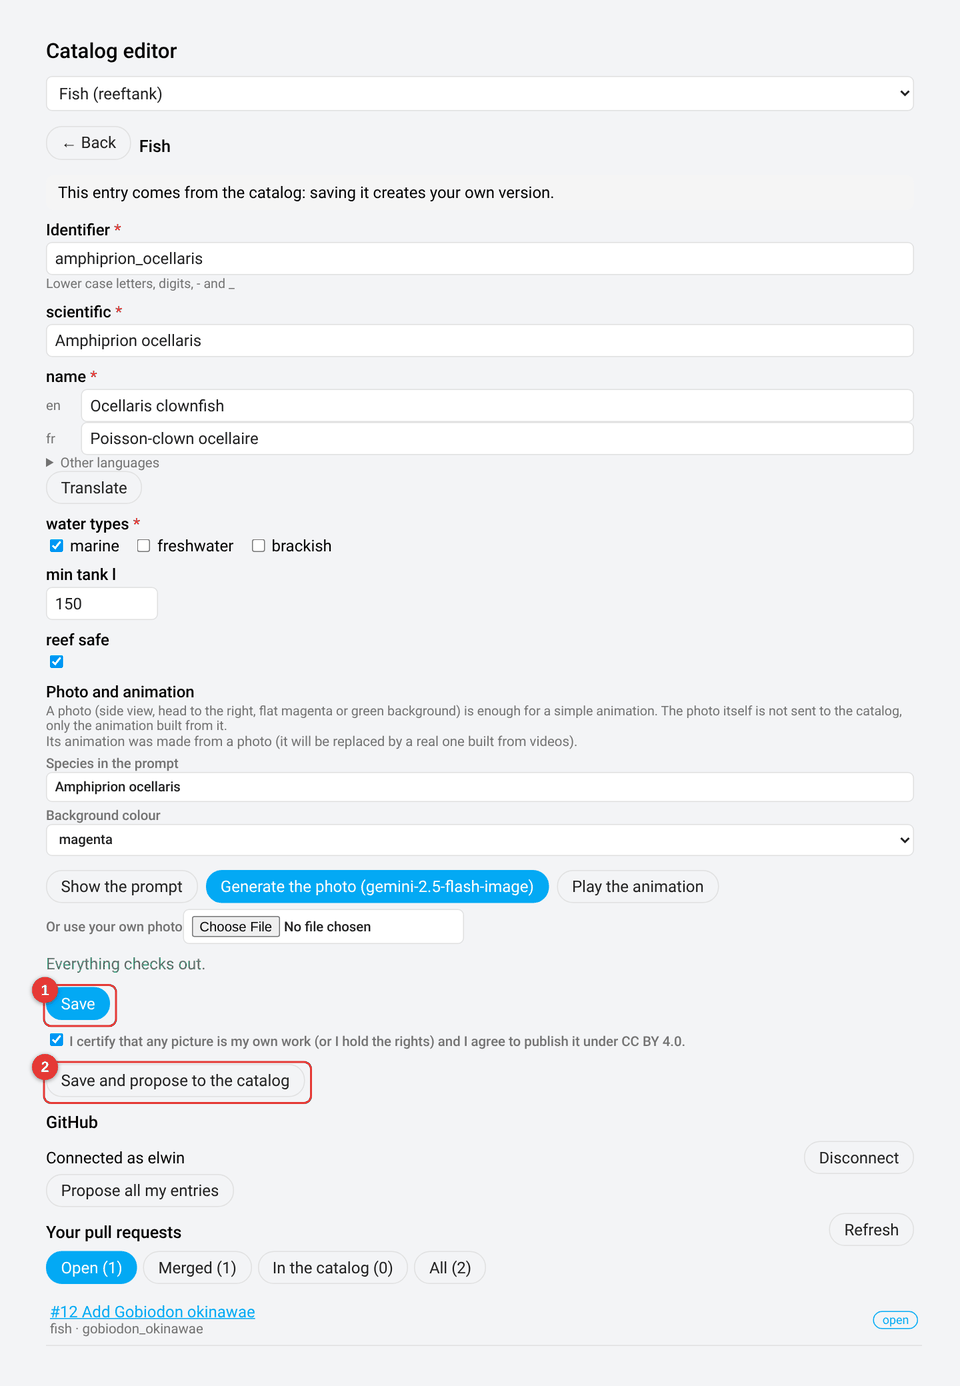 Catalog editor
Fish (reeftank)
← Back Fish
This entry comes from the catalog: saving it creates your own version.
Identifier *
amphiprion_ocellaris
Lower case letters, digits, - and _
scientific *
Amphiprion ocellaris
name *
en Ocellaris clownfish
fr Poisson-clown ocellaire
▶ Other languages
Translate
water types *
marine freshwater brackish
min tank l
150
reef safe
Photo and animation
A photo (side view, head to the right, flat magenta or green background) is enough for a simple animation. The photo itself is not sent to the catalog,
only the animation built from it.
Its animation was made from a photo (it will be replaced by a real one built from videos).
Species in the prompt
Amphiprion ocellaris
Background colour
magenta
Show the prompt Generate the photo (gemini-2.5-flash-image) Play the animation
Or use your own photo Choose File No file chosen
Everything checks out.
1
Save
I certify that any picture is my own work (or I hold the rights) and I agree to publish it under CC BY 4.0.
2
Save and propose to the catalog
GitHub
Connected as elwin Disconnect
Propose all my entries
Your pull requests Refresh
Open (1) Merged (1) In the catalog (0) All (2)
#12 Add Gobiodon okinawae
fish · gobiodon_okinawae open